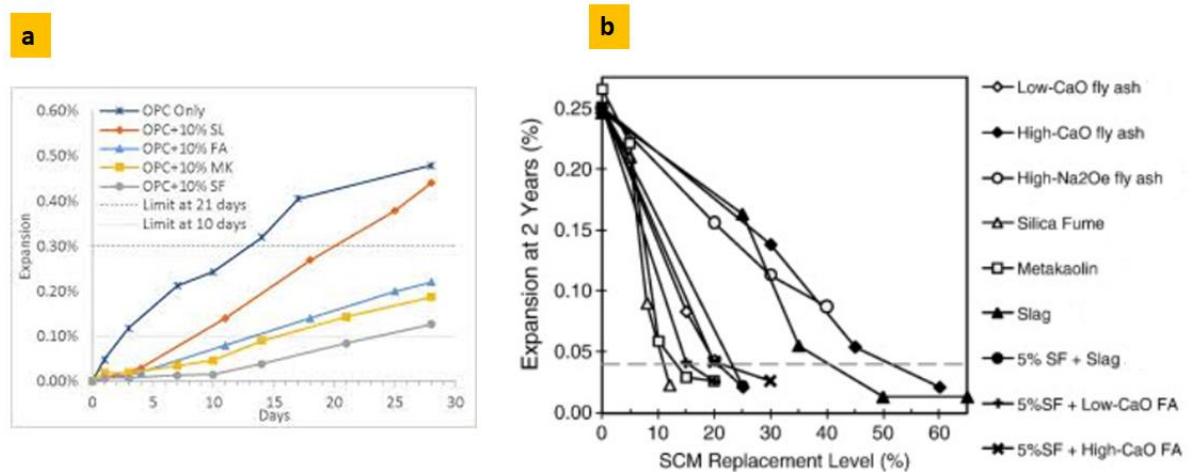 a
0.60%
0.50%
0.40%
0.30%
0.20%
0.10%
0.00%
Expansion
OPC Only
OPC+10% SL
OPC+10% FA
OPC+10% MK
OPC+10% SF
Limit at 21 days
Limit at 10 days
0 5 10 15 20 25 30
Days
b
Expansion at 2 Years (%)
0.25
0.20
0.15
0.10
0.05
0.00
0 10 20 30 40 50 60
SCM Replacement Level (%)
Low-CaO fly ash
High-CaO fly ash
High-Na2Oe fly ash
Silica Fume
Metakaolin
Slag
5% SF + Slag
5%SF + Low-CaO FA
5%SF + High-CaO FA